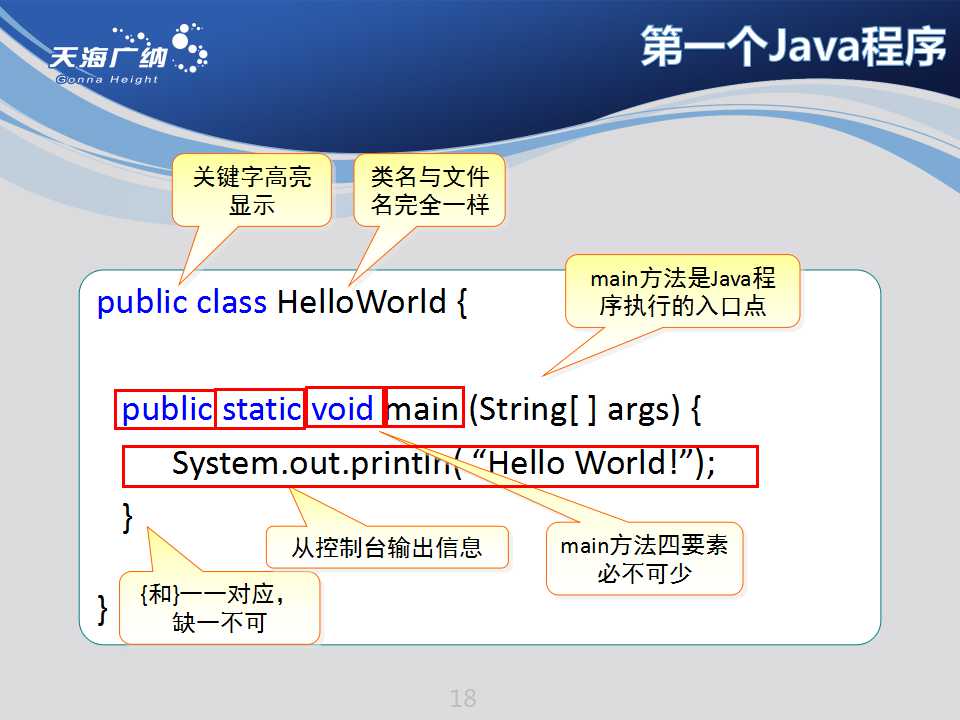 天海广纳
Gonna Height
第一个Java程序
关键字高亮
显示
类名与文件
名完全一样
main方法是Java程
序执行的入口点
public class HelloWorld {
public static void main (String[ ] args) {
System.out.println( “Hello World!”);
}
从控制台输出信息
main方法四要素
必不可少
{和}一一对应，
缺一不可
}
18